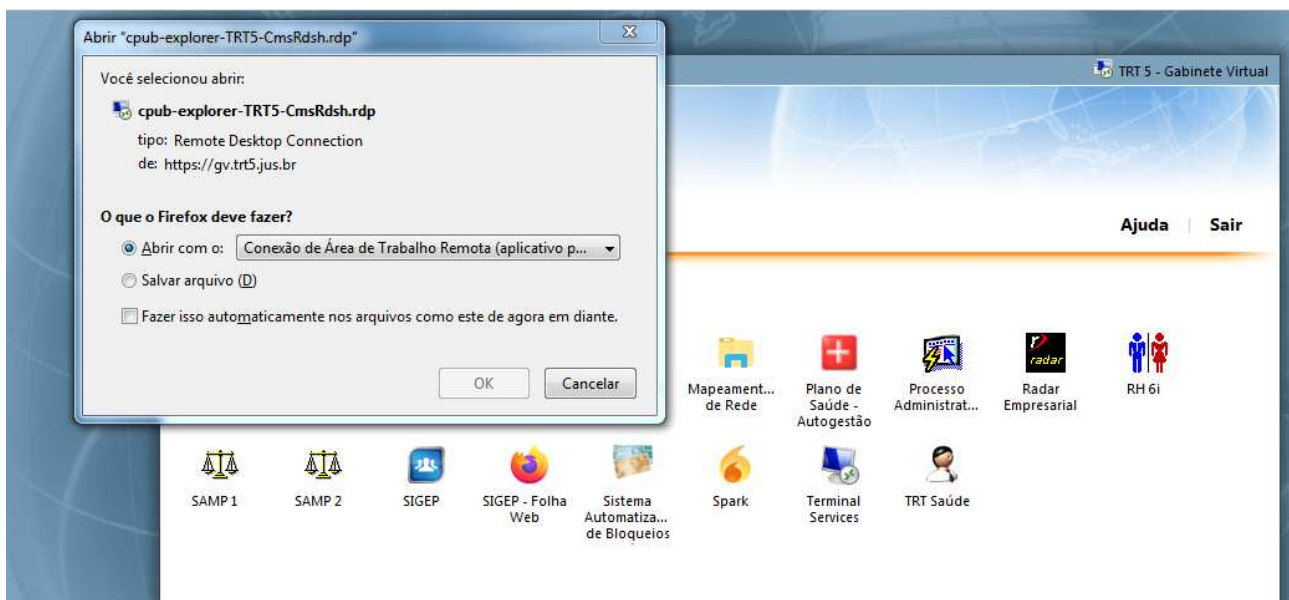 Abrir "cpub-explorer-TRT5-CmsRdsh.rdp"
Você selecionou abrir:
cpub-explorer-TRT5-CmsRdsh.rdp
tipo: Remote Desktop Connection
de: https://gv.trt5.jus.br
O que o Firefox deve fazer?
Abrir com o: Conexão de Área de Trabalho Remota (aplicativo p...
Salvar arquivo (D)
Fazer isso automaticamente nos arquivos como este de agora em diante.
OK Cancelar
TRT 5 - Gabinete Virtual
Ajuda | Sair
Mapeament...
de Rede
Plano de
Saúde -
Autogestão
Processo
Administrat...
radar
Radar
Empresarial
RH 6i
SAMP 1
SAMP 2
SIGEP
SIGEP - Folha
Web
Sistema
Automatiza...
de Bloqueios
Spark
Terminal
Services
TRT Saúde